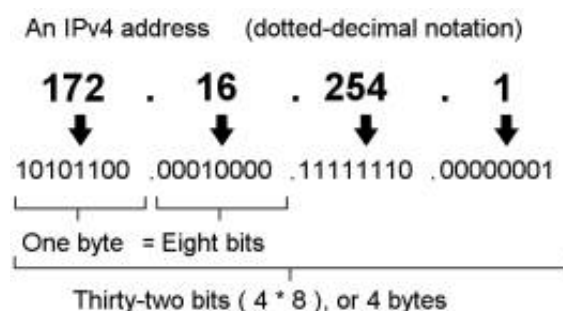 An IPv4 address (dotted-decimal notation)
172 . 16 . 254 . 1
10101100 .00010000 .11111110 .00000001
One byte = Eight bits
Thirty-two bits ( 4 * 8 ), or 4 bytes